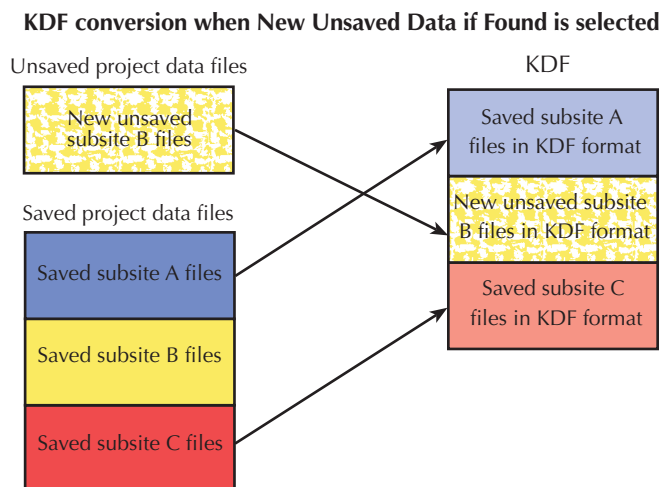 KDF conversion when New Unsaved Data if Found is selected
Unsaved project data files
New unsaved
subsite B files
Saved project data files
Saved subsite A files
Saved subsite B files
Saved subsite C files
KDF
Saved subsite A
files in KDF format
New unsaved subsite
B files in KDF format
Saved subsite C
files in KDF format